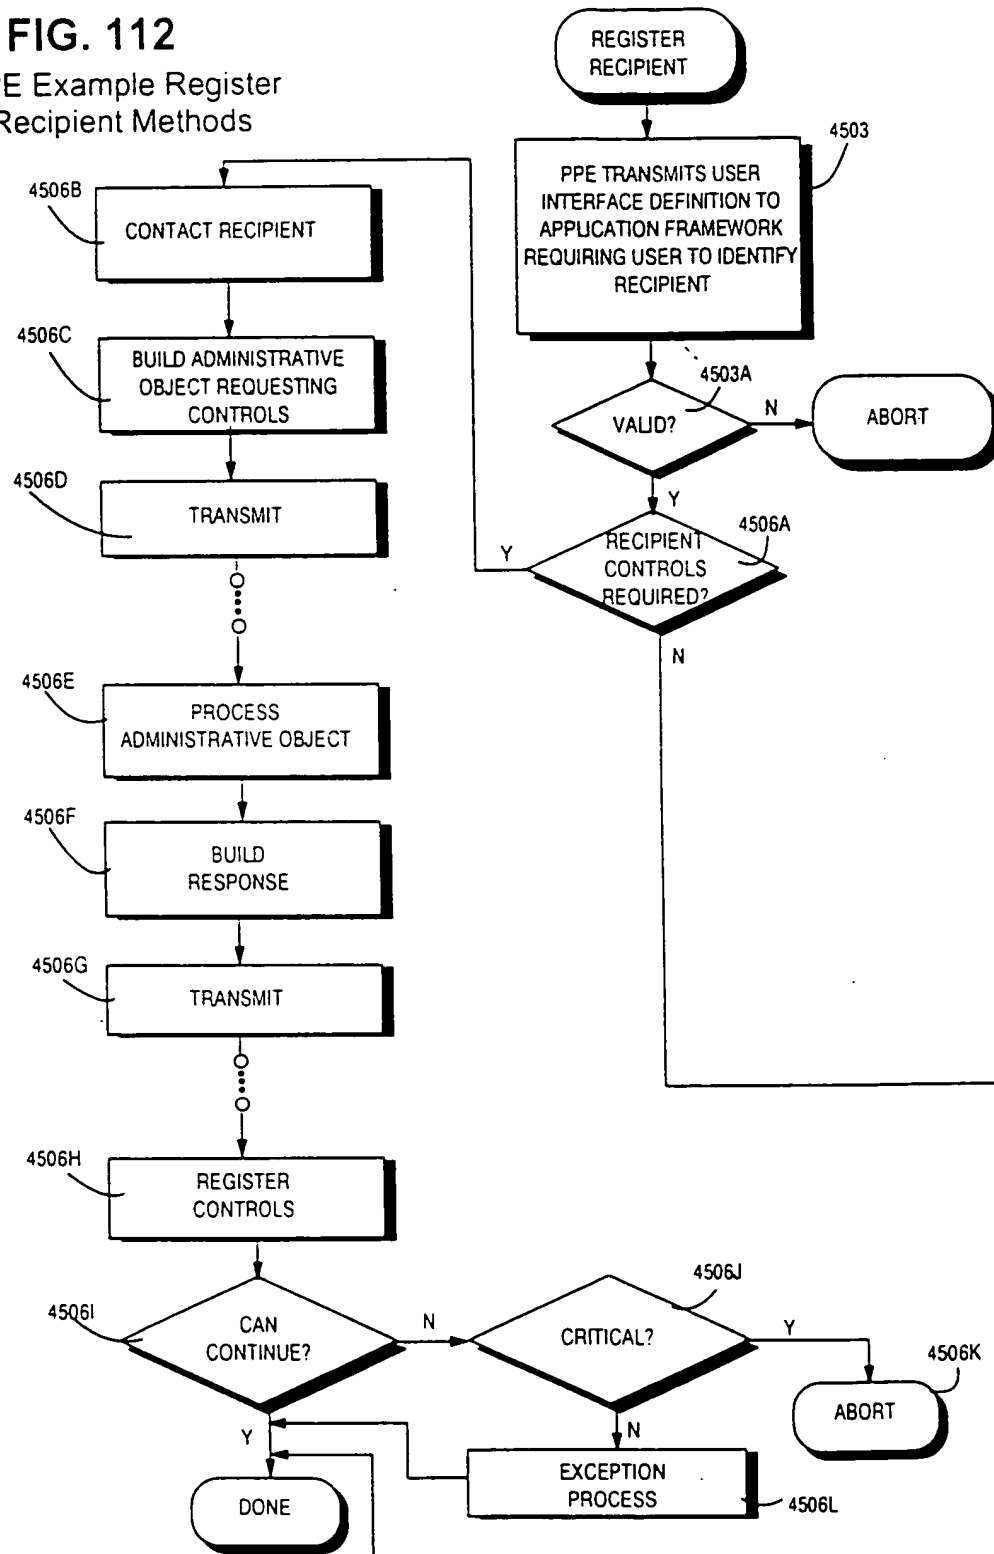 FIG. 112
PE Example Register
Recipient Methods
REGISTER
RECIPIENT
4503
PPE TRANSMITS USER
INTERFACE DEFINITION TO
APPLICATION FRAMEWORK
REQUIRING USER TO IDENTIFY
RECIPIENT
4503A
VALID?
N
ABORT
Y
4506A
RECIPIENT
CONTROLS
REQUIRED?
Y
N
4506B
CONTACT RECIPIENT
4506C
BUILD ADMINISTRATIVE
OBJECT REQUESTING
CONTROLS
4506D
TRANSMIT
4506E
PROCESS
ADMINISTRATIVE OBJECT
4506F
BUILD
RESPONSE
4506G
TRANSMIT
4506H
REGISTER
CONTROLS
4506I
CAN
CONTINUE?
N
4506J
CRITICAL?
Y
4506K
ABORT
Y
N
EXCEPTION
PROCESS
4506L
DONE